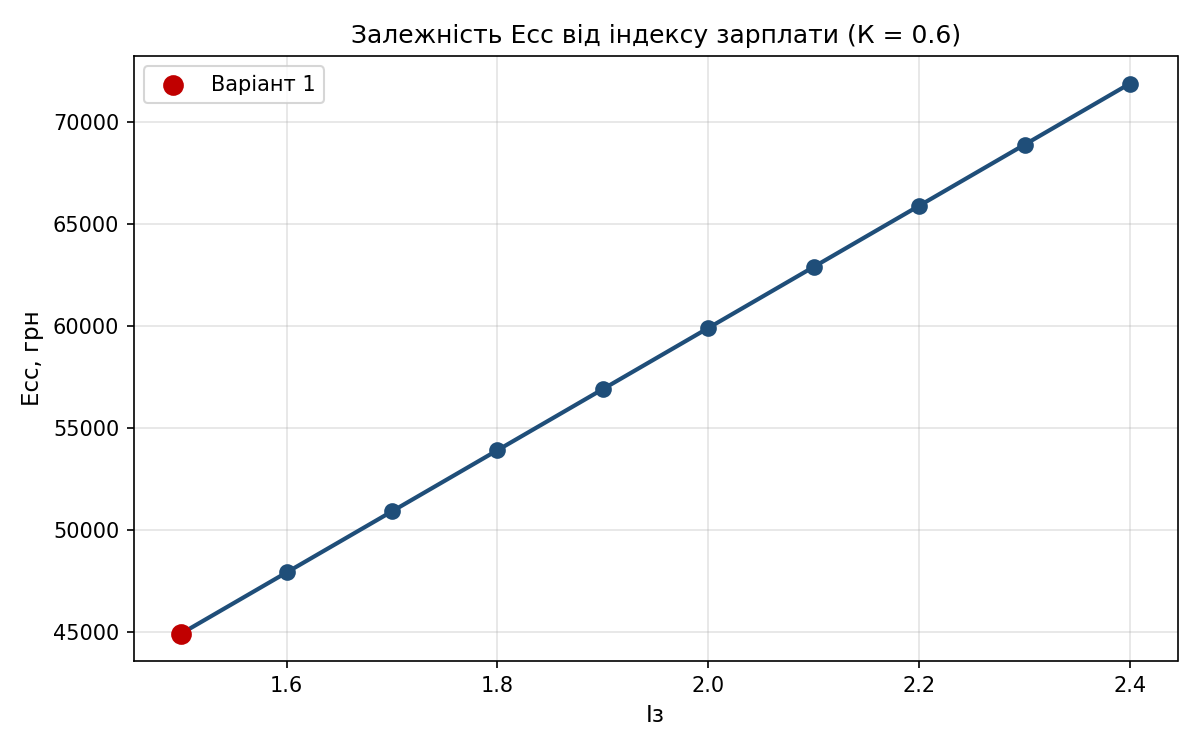 Залежність Есс від індексу зарплати (К = 0.6)
Варіант 1
70000
65000
60000
55000
50000
45000
Есс, грн
1.6 1.8 2.0 2.2 2.4
Із